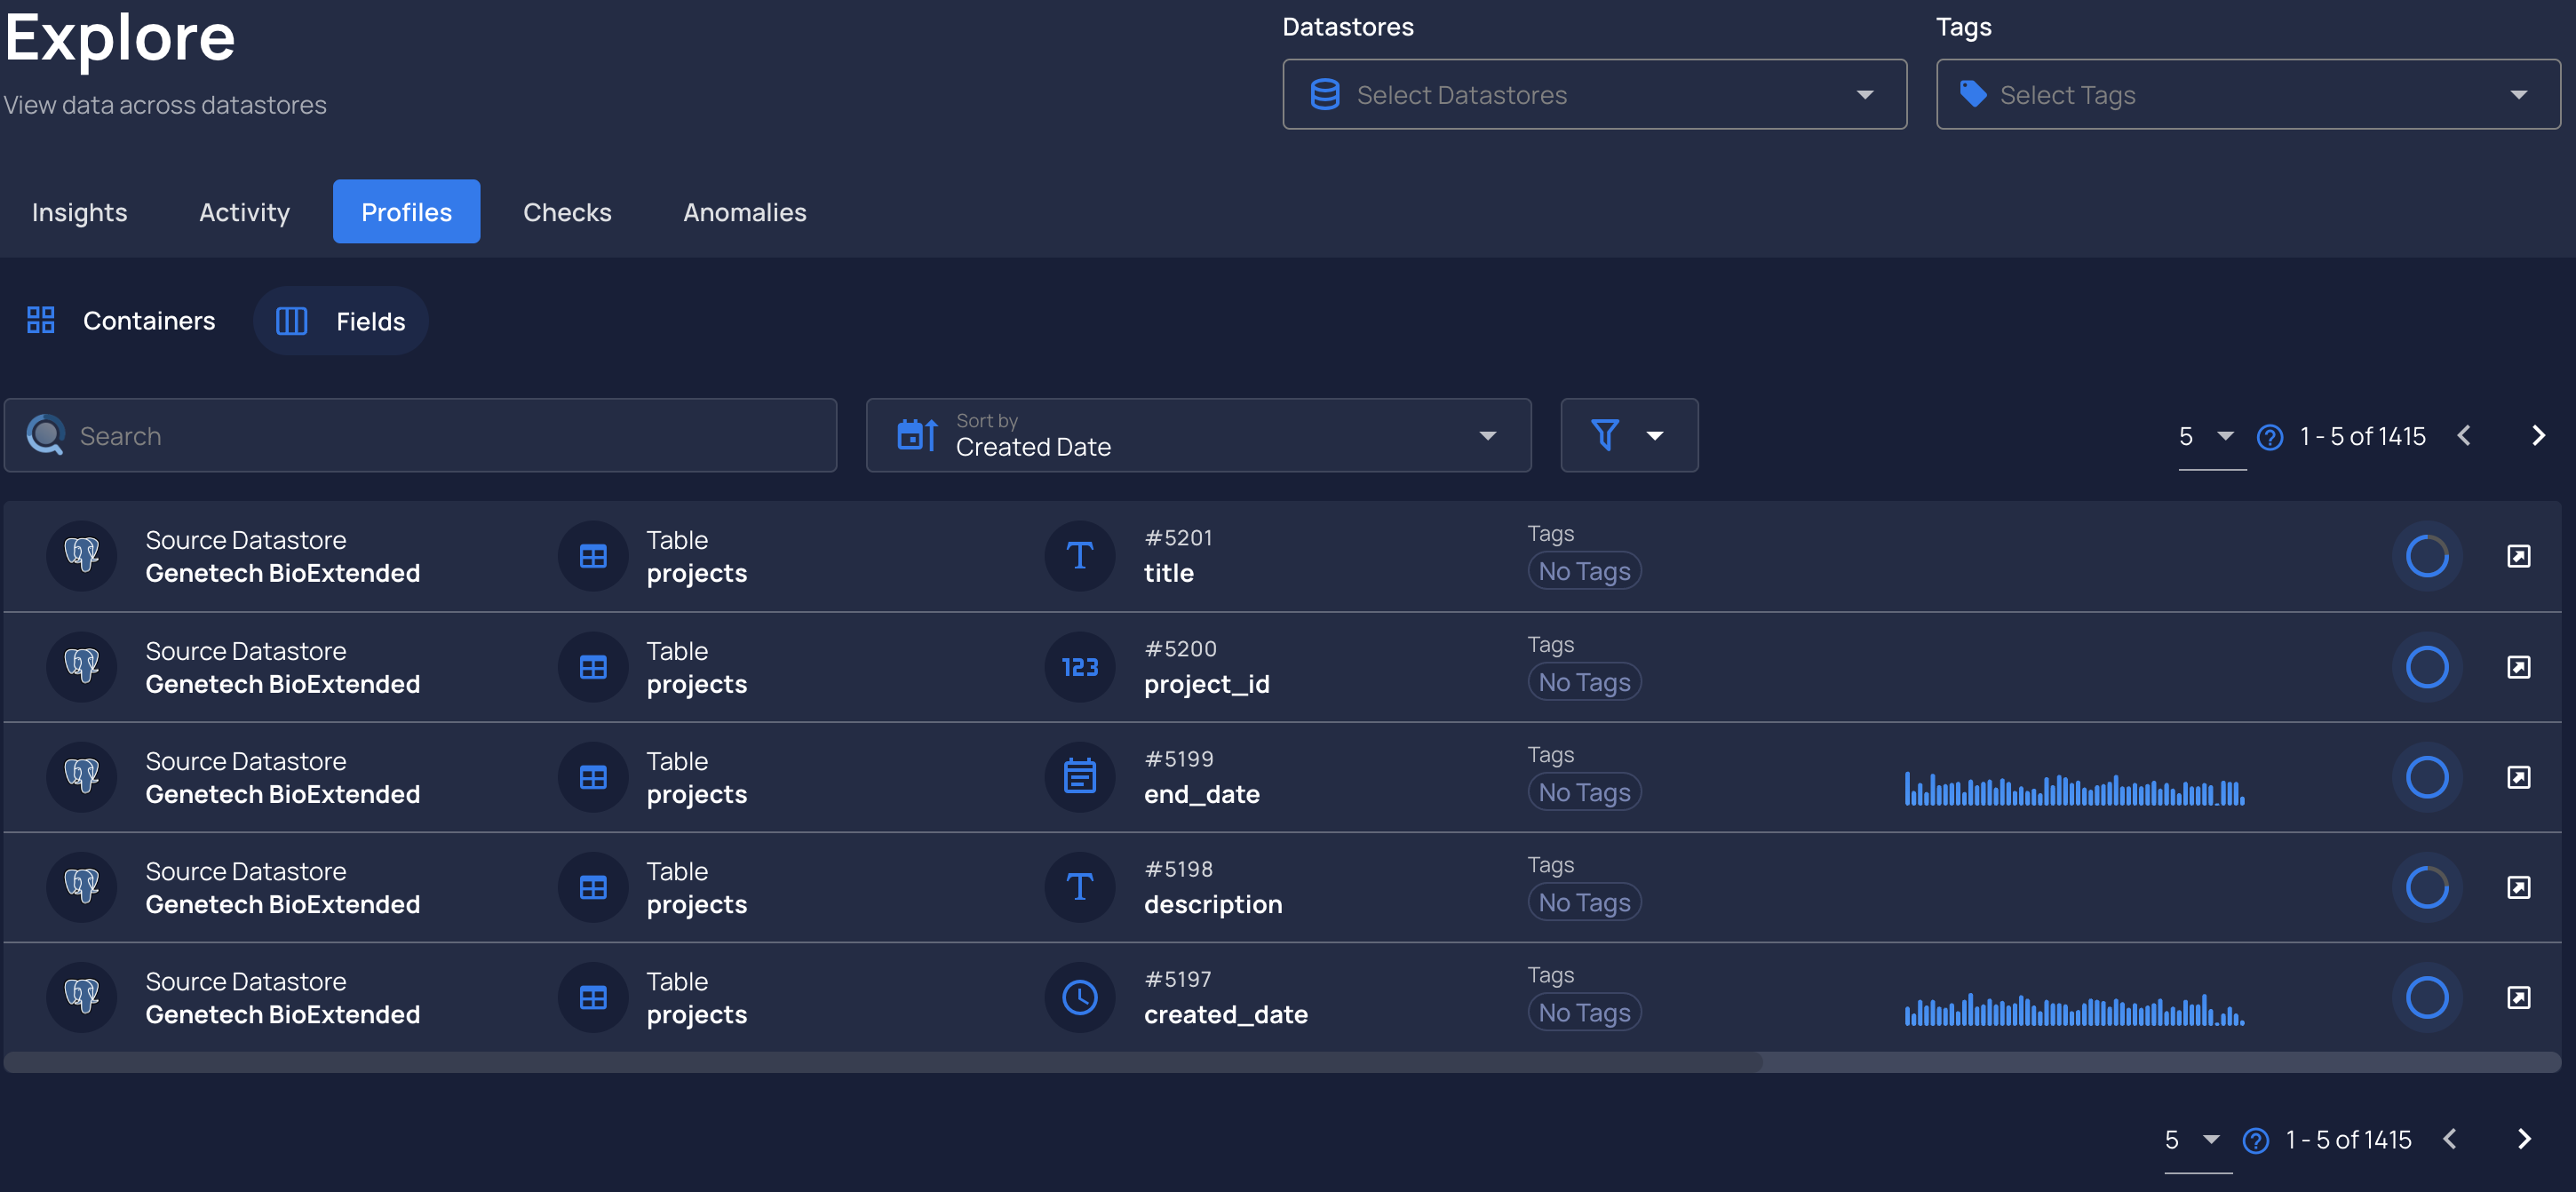 Explore
View data across datastores
Datastores
Select Datastores
Tags
Select Tags
Insights
Activity
Profiles
Checks
Anomalies
Containers
Fields
Search
Sort by
Created Date
5
?
1 - 5 of 1415
Source Datastore
Genetech BioExtended
Table
projects
T
#5201
title
Tags
No Tags
Source Datastore
Genetech BioExtended
Table
projects
123
#5200
project_id
Tags
No Tags
Source Datastore
Genetech BioExtended
Table
projects
#5199
end_date
Tags
No Tags
Source Datastore
Genetech BioExtended
Table
projects
T
#5198
description
Tags
No Tags
Source Datastore
Genetech BioExtended
Table
projects
#5197
created_date
Tags
No Tags
5
?
1 - 5 of 1415